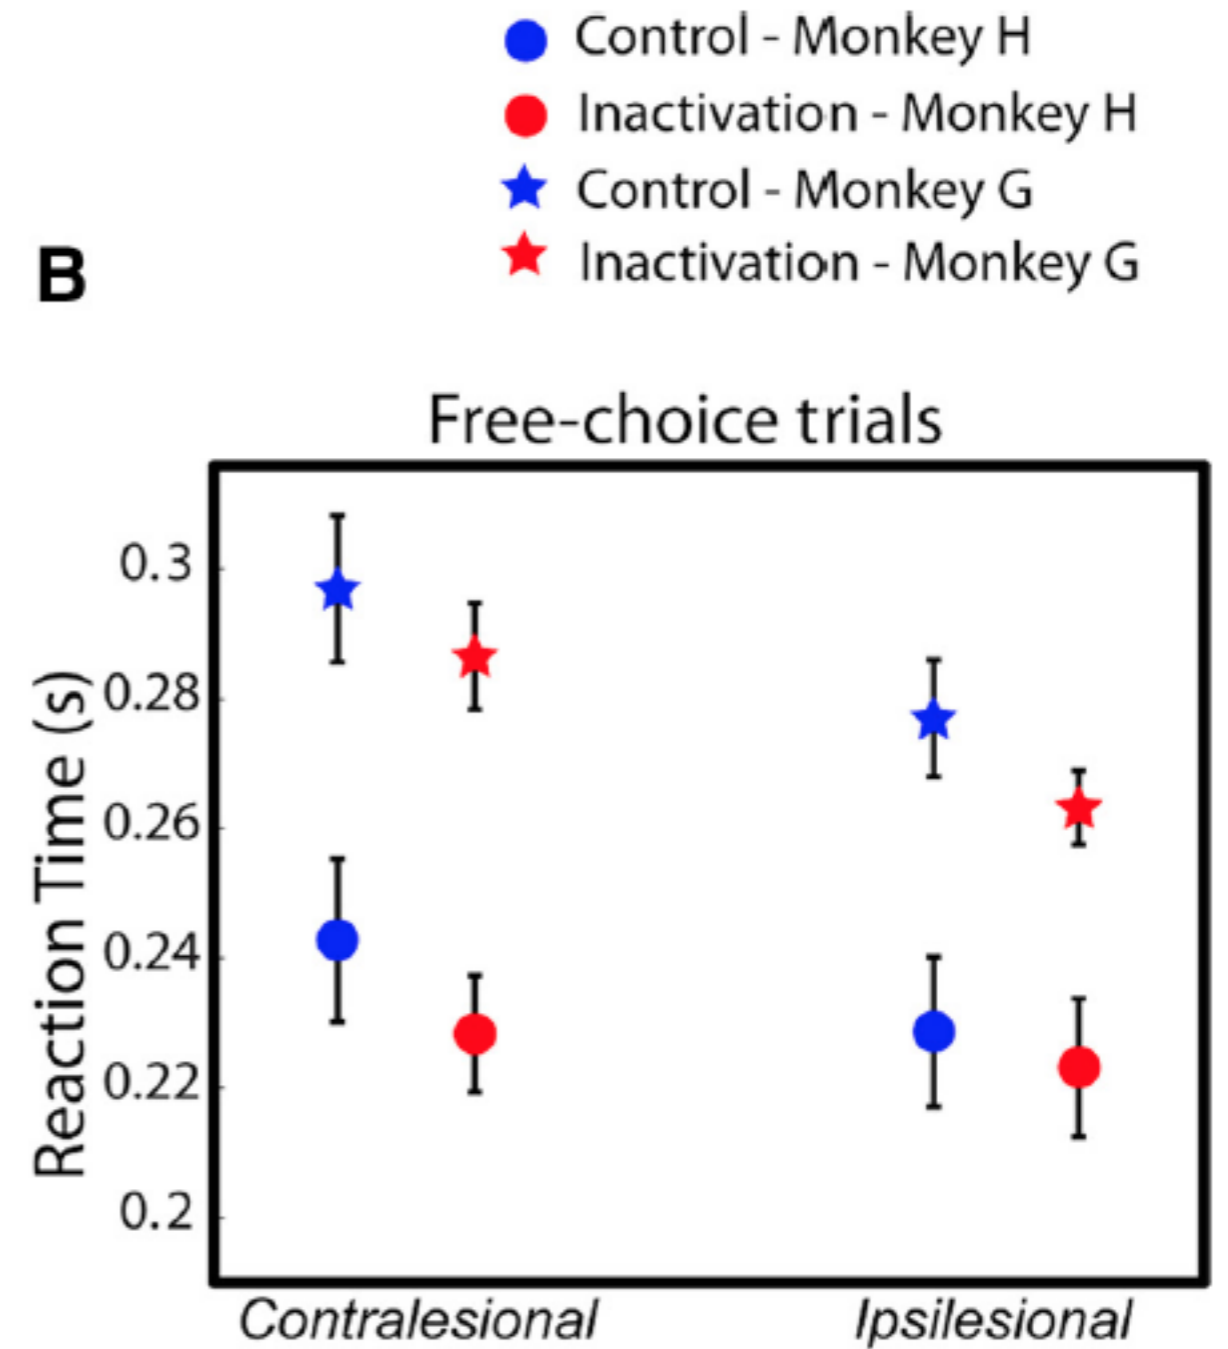 Control - Monkey H
Inactivation - Monkey H
Control - Monkey G
Inactivation - Monkey G
B
Free-choice trials
Reaction Time (s)
0.3
0.28
0.26
0.24
0.22
0.2
Contralesional
Ipsilesional